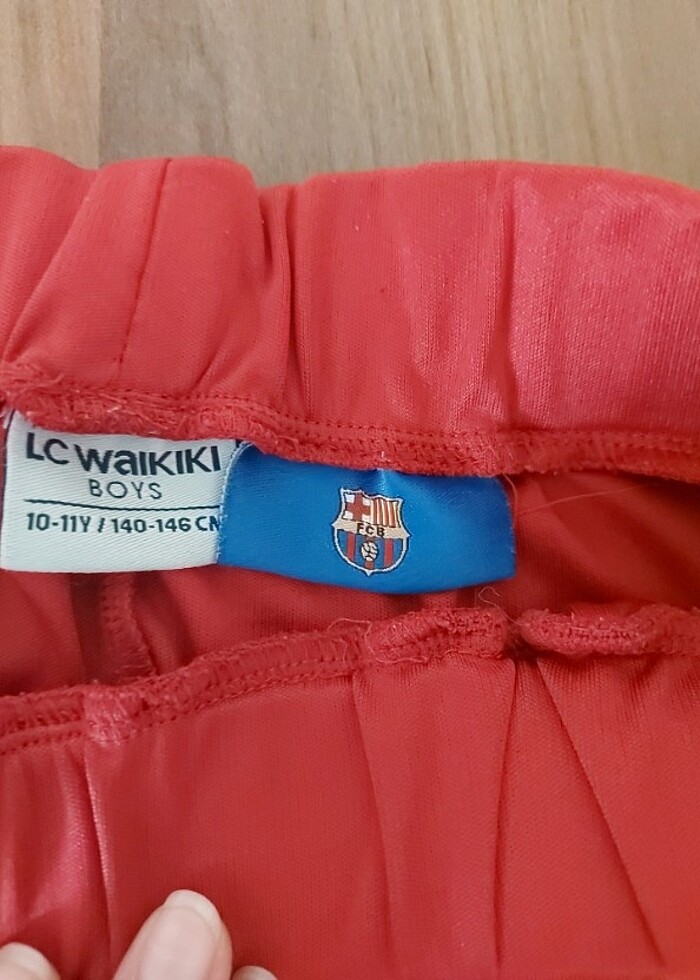 LC WAIKIKI
BOYS
10-11Y / 140-146 CM
FCB